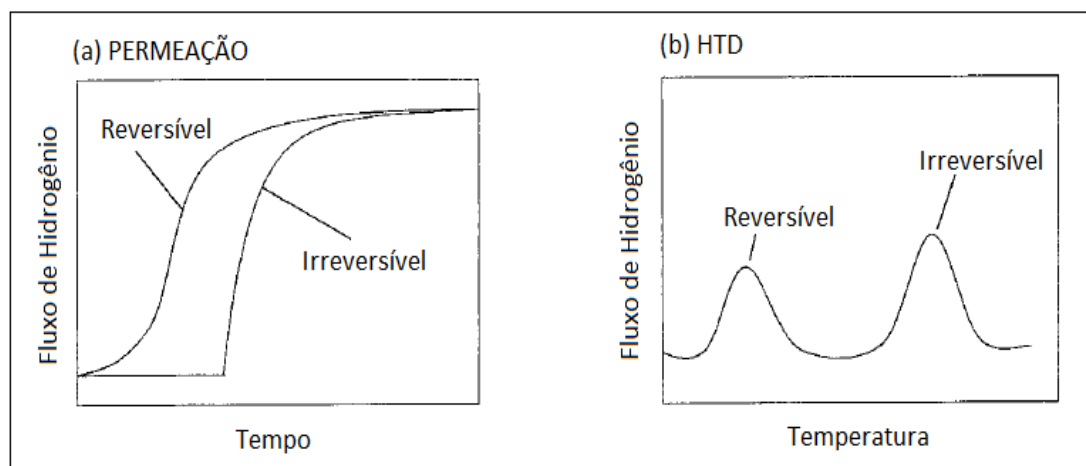 (a) PERMEAÇÃO
Fluxo de Hidrogênio
Reversível
Irreversível
Tempo
(b) HTD
Fluxo de Hidrogênio
Reversível
Irreversível
Temperatura